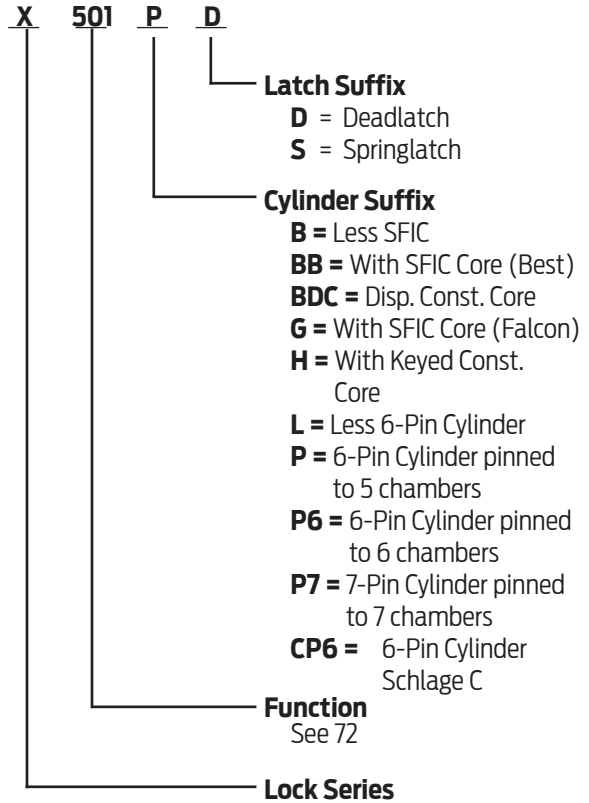 X 501 P D
Latch Suffix
D = Deadlatch
S = Springlatch
Cylinder Suffix
B = Less SFIC
BB = With SFIC Core (Best)
BDC = Disp. Const. Core
G = With SFIC Core (Falcon)
H = With Keyed Const.
Core
L = Less 6-Pin Cylinder
P = 6-Pin Cylinder pinned
to 5 chambers
P6 = 6-Pin Cylinder pinned
to 6 chambers
P7 = 7-Pin Cylinder pinned
to 7 chambers
CP6 = 6-Pin Cylinder
Schlage C
Function
See 72
Lock Series